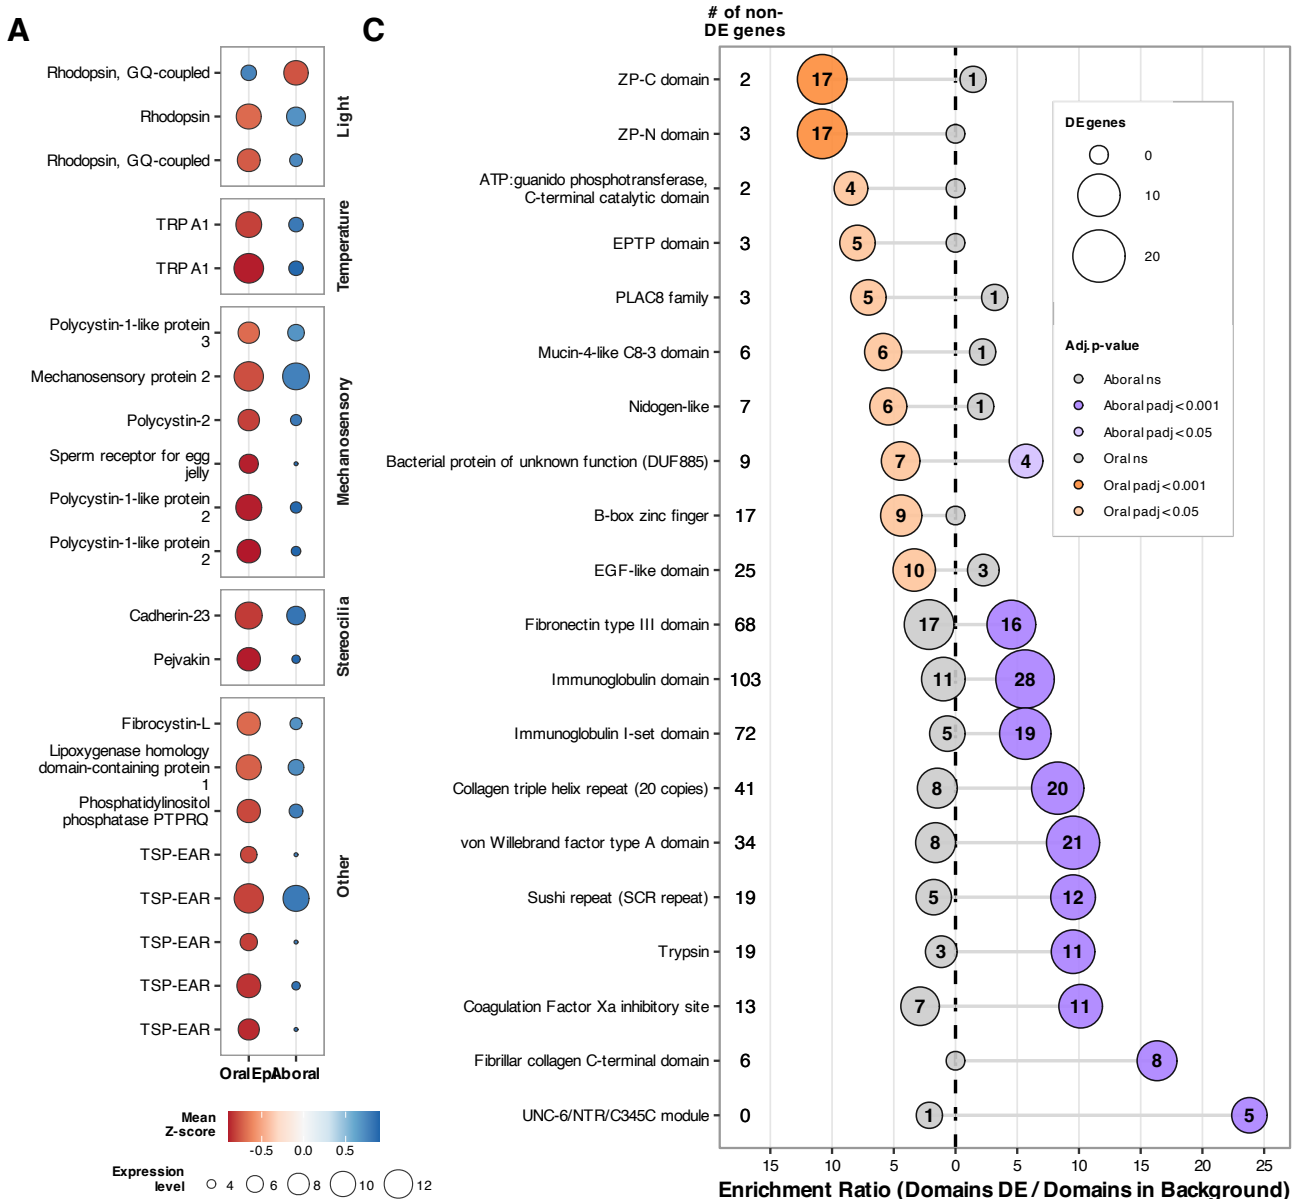 A
Rhodopsin, GQ-coupled
Rhodopsin
Rhodopsin, GQ-coupled
Light
TRP A1
TRP A1
Temperature
Polycystin-1-like protein
3
Mechanosensory protein 2
Polycystin-2
Sperm receptor for egg
jelly
Polycystin-1-like protein
2
Polycystin-1-like protein
2
Mechanosensory
Cadherin-23
Pejvakin
Stereocilia
Fibrocystin-L
Lipoxygenase homology
domain-containing protein
1
Phosphatidylinositol
phosphatase PTPRQ
TSP-EAR
TSP-EAR
TSP-EAR
TSP-EAR
TSP-EAR
Other
Oral Epi Aboral
Mean
Z-score
-0.5 0.0 0.5
Expression
level
4 6 8 10 12
C
# of non-
DE genes
ZP-C domain 2 17 1
ZP-N domain 3 17
ATP:guanido phosphotransferase,
C-terminal catalytic domain 2 4
EPTP domain 3 5
PLAC8 family 3 5 1
Mucin-4-like C8-3 domain 6 6 1
Nidogen-like 7 6 1
Bacterial protein of unknown function (DUF885) 9 7 4
B-box zinc finger 17 9
EGF-like domain 25 10 3
Fibronectin type III domain 68 17 16
Immunoglobulin domain 103 11 28
Immunoglobulin I-set domain 72 5 19
Collagen triple helix repeat (20 copies) 41 8 20
von Willebrand factor type A domain 34 8 21
Sushi repeat (SCR repeat) 19 5 12
Trypsin 19 3 11
Coagulation Factor Xa inhibitory site 13 7 11
Fibrillar collagen C-terminal domain 6 8
UNC-6/NTR/C345C module 0 1 5
15 10 5 0 5 10 15 20 25
Enrichment Ratio (Domains DE / Domains in Background)
DE genes
0
10
20
Adj. p-value
Aboral ns
Aboral padj < 0.001
Aboral padj < 0.05
Oral ns
Oral padj < 0.001
Oral padj < 0.05